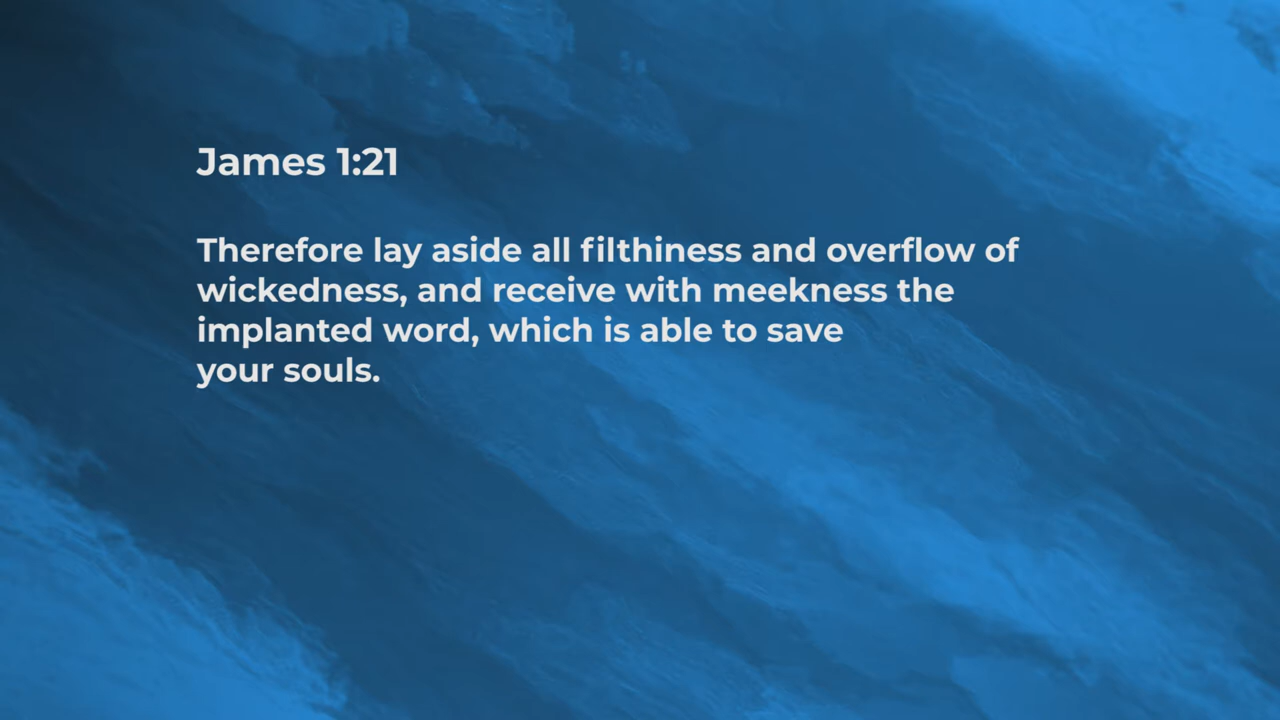 James 1:21
Therefore lay aside all filthiness and overflow of
wickedness, and receive with meekness the
implanted word, which is able to save
your souls.